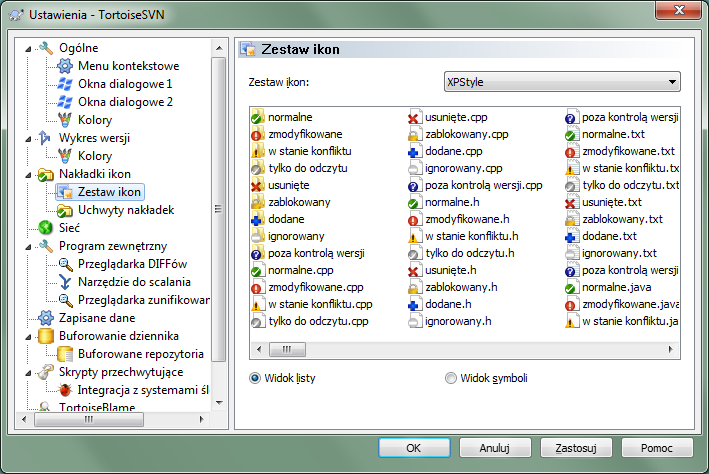 Ustawienia - TortoiseSVN
Ogólne
Menu kontekstowe
Okna dialogowe 1
Okna dialogowe 2
Kolory
Wykres wersji
Kolory
Nakładki ikon
Zestaw ikon
Uchwyty nakładek
Sieć
Program zewnętrzny
Przeglądarka DIFFów
Narzędzie do scalania
Przeglądarka zunifikowan
Zapisane dane
Buforowanie dziennika
Buforowane repozytoria
Skrypty przechwytujące
Integracja z systemami śl
TortoiseBlame
Zestaw ikon
Zestaw ikon: XPStyle
normalne
zmodyfikowane
w stanie konfliktu
tylko do odczytu
usunięte
zablokowany
dodane
ignorowany
poza kontrolą wersji
normalne.cpp
zmodyfikowane.cpp
w stanie konfliktu.cpp
tylko do odczytu.cpp
usunięte.cpp
zablokowany.cpp
dodane.cpp
ignorowany.cpp
poza kontrolą wersji.cpp
normalne.h
zmodyfikowane.h
w stanie konfliktu.h
tylko do odczytu.h
usunięte.h
zablokowany.h
dodane.h
ignorowany.h
poza kontrolą wersji
normalne.txt
zmodyfikowane.txt
w stanie konfliktu.tx
tylko do odczytu.txt
usunięte.txt
zablokowany.txt
dodane.txt
ignorowany.txt
poza kontrolą wersji
normalne.java
zmodyfikowane.java
w stanie konfliktu.ja
Widok listy
Widok symboli
OK
Anuluj
Zastosuj
Pomoc